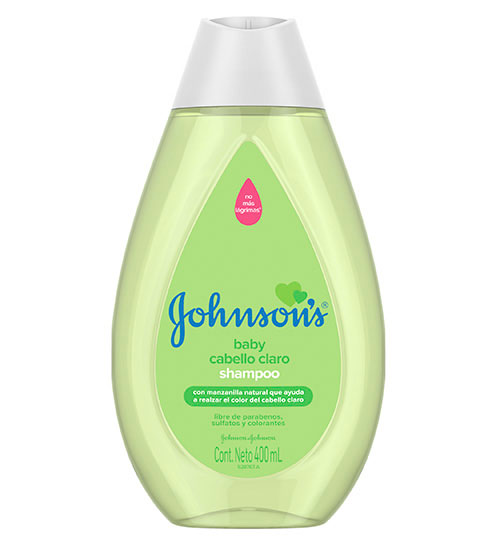 no
más
lágrimas*
Johnson's®
baby
cabello claro
shampoo
con manzanilla natural que ayuda
a realzar el color del cabello claro
libre de parabenos,
sulfatos y colorantes
Johnson & Johnson
Cont. Neto 400 mL